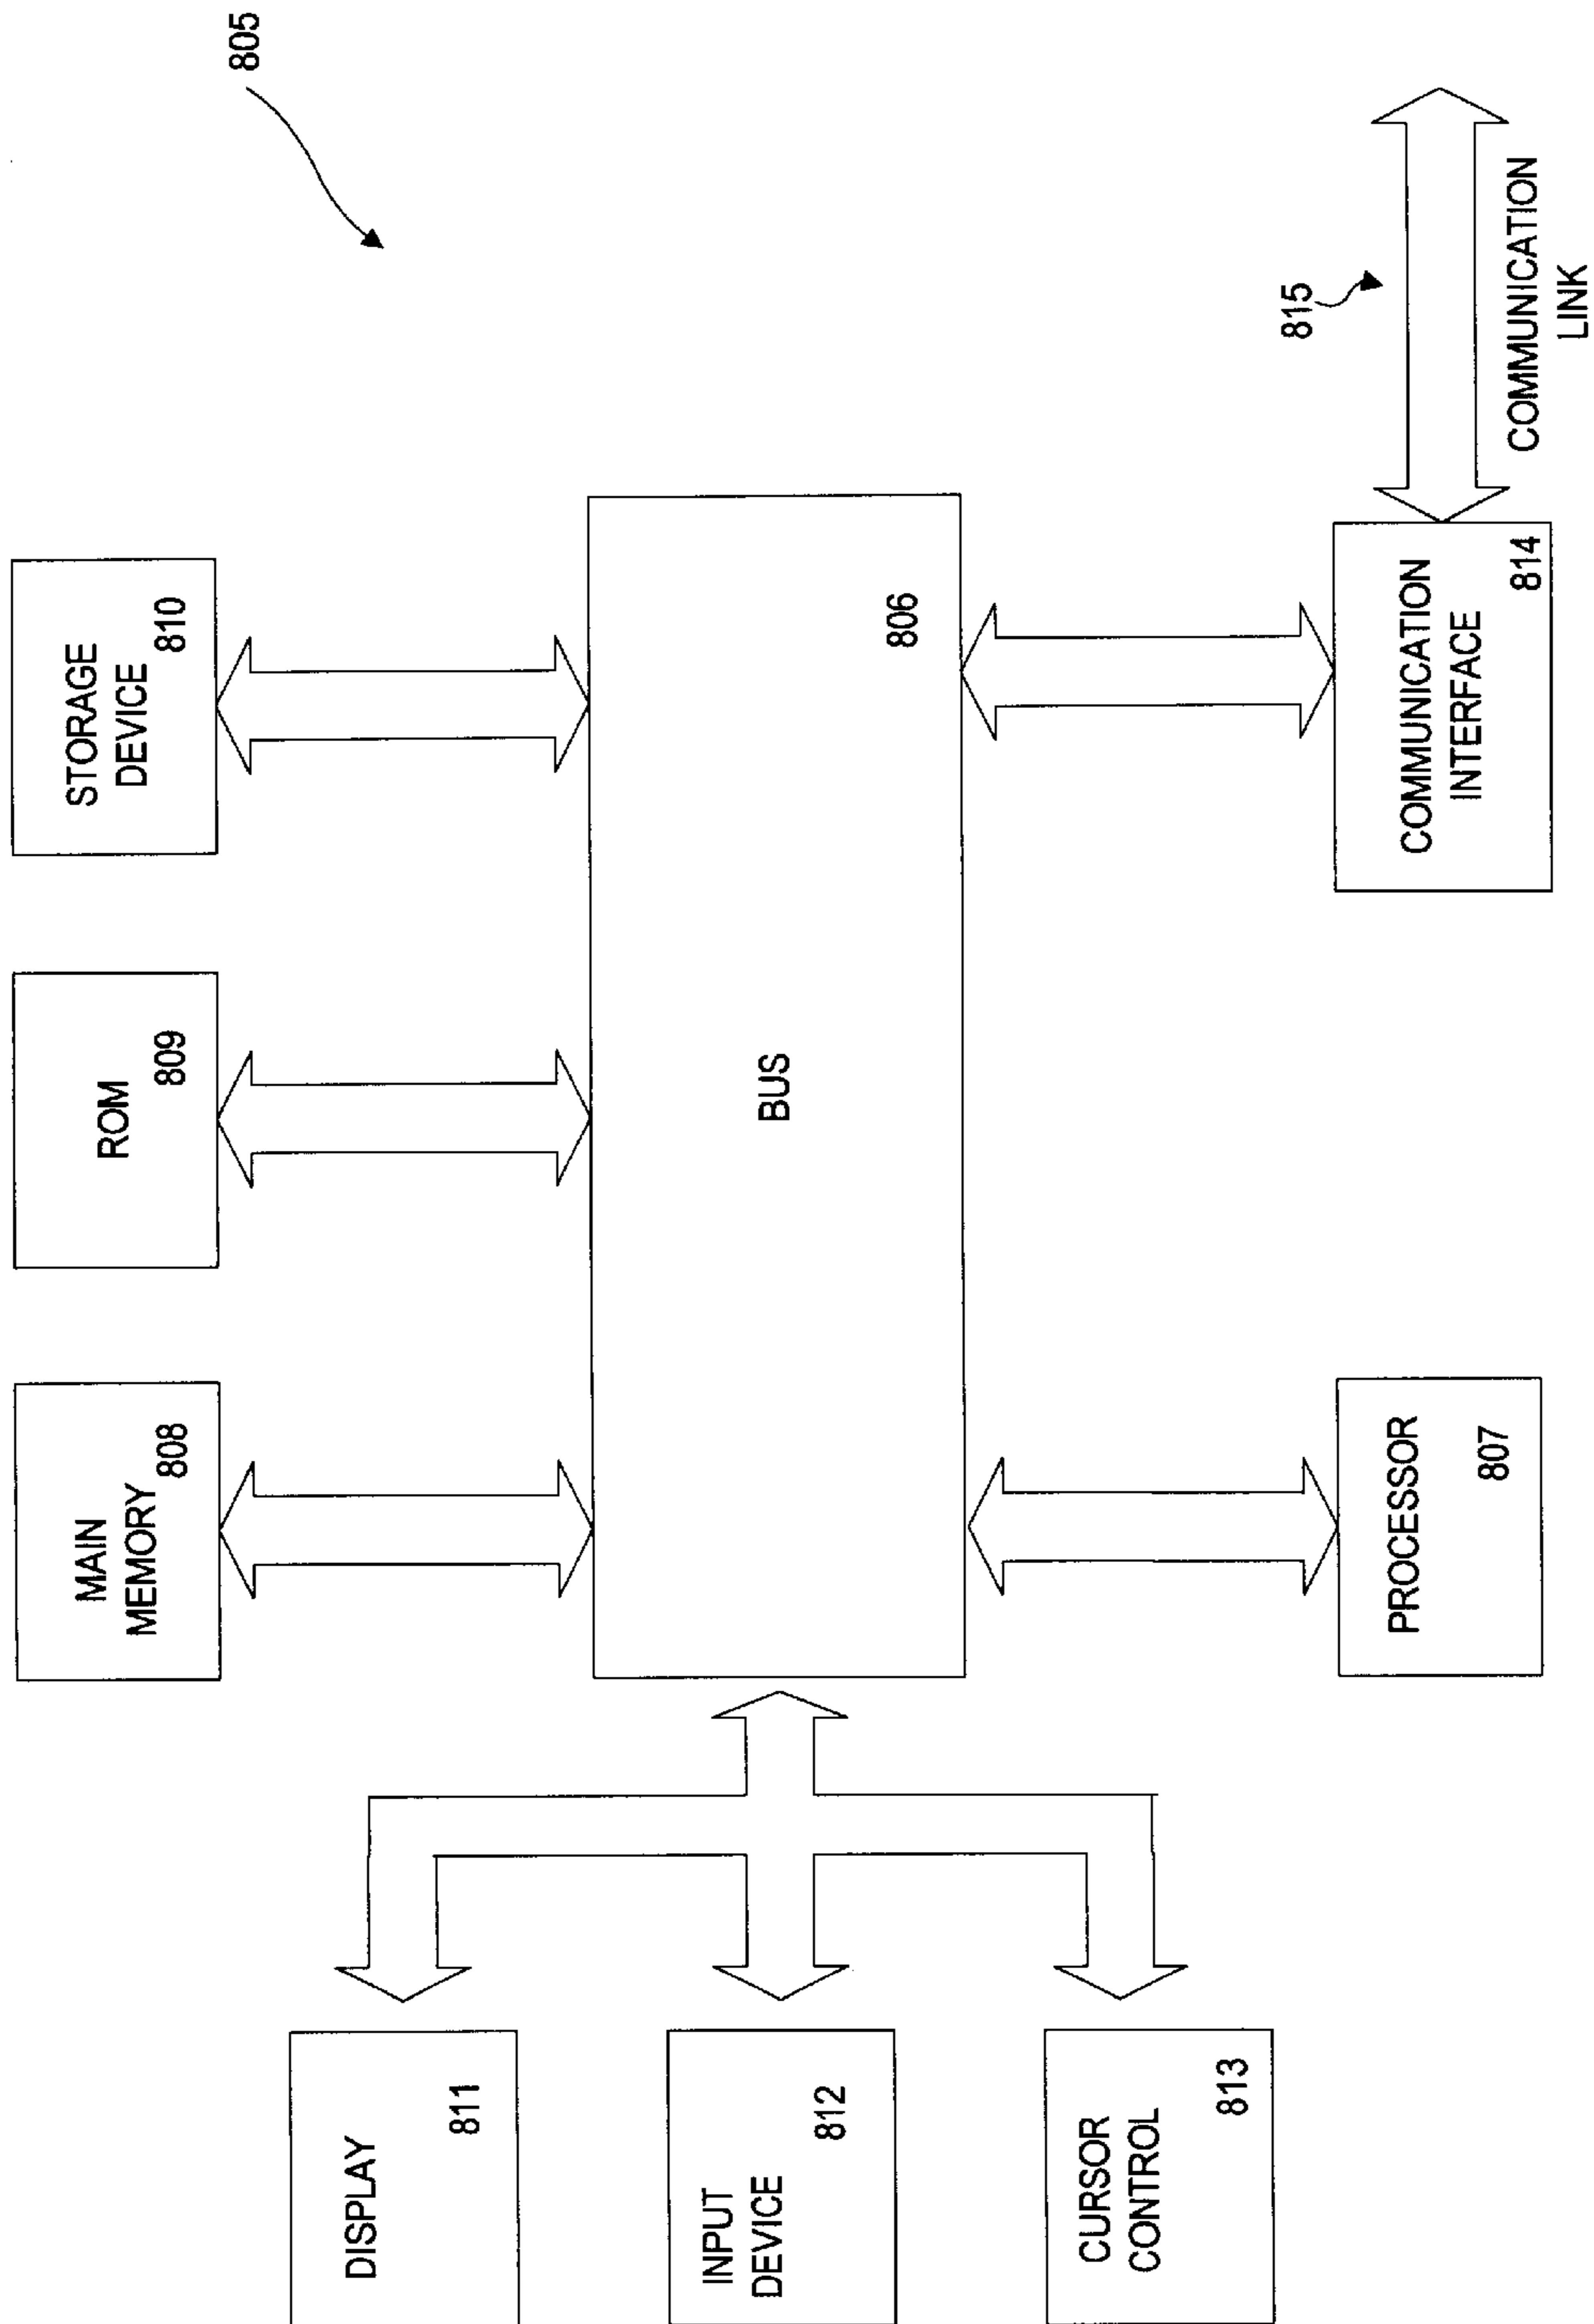 805
MAIN
MEMORY
808
ROM
809
STORAGE
DEVICE
810
DISPLAY
811
INPUT
DEVICE
812
CURSOR
CONTROL
813
BUS
806
PROCESSOR
807
COMMUNICATION
INTERFACE
814
815
COMMUNICATION
LINK